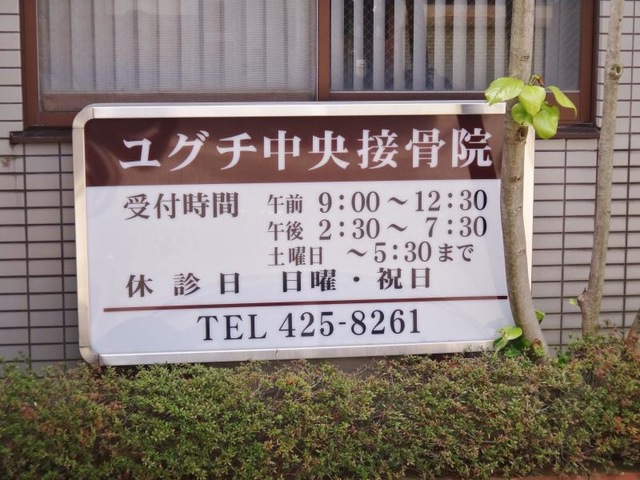 ユグチ中央接骨院
受付時間 午前 9:00～12:30
午後 2:30～ 7:30
土曜日 ～5:30まで
休診日 日曜・祝日
TEL 425-8261